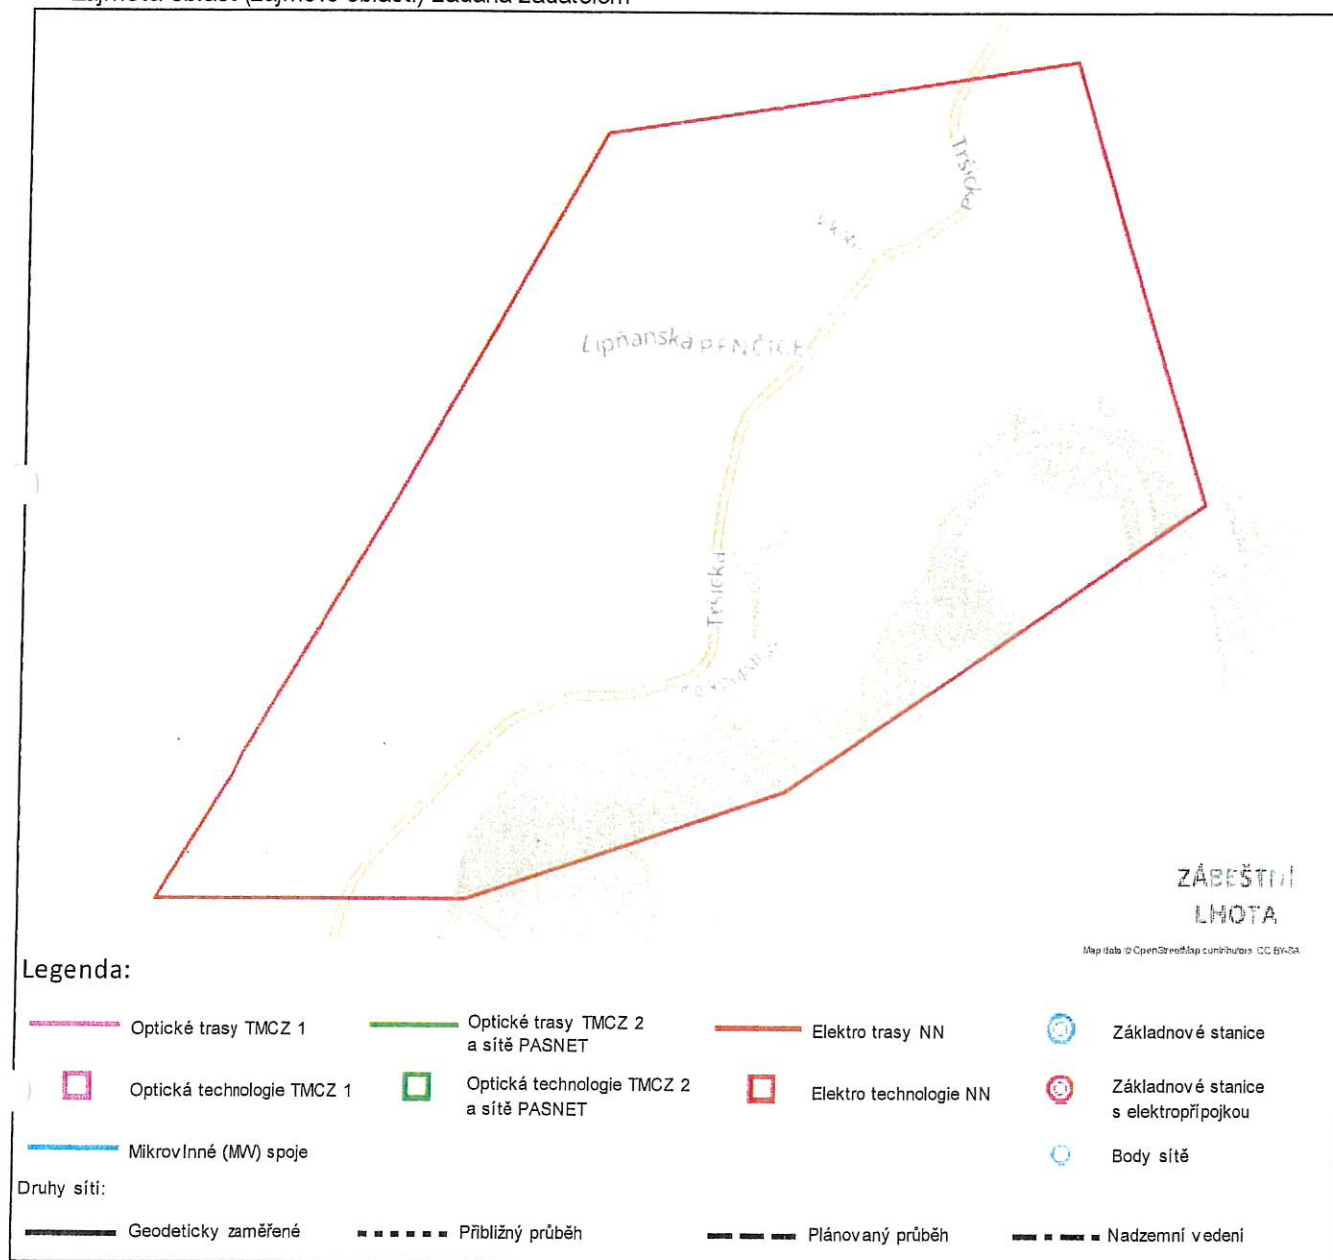 Tršická
Lipňanská PENČICE
Tršická
ZÁBEŠTNÍ
LHOTA
Map data © OpenStreetMap contributors CC BY-SA
Legenda:
Optické trasy TMCZ 1
Optické trasy TMCZ 2
a sítě PASNET
Elektro trasy NN
Základnové stanice
Optická technologie TMCZ 1
Optická technologie TMCZ 2
a sítě PASNET
Elektro technologie NN
Základnové stanice
s elektropřípojkou
Mikrovlnné (MW) spoje
Body sítě
Druhy sítí:
Geodeticky zaměřené
Přibližný průběh
Plánovaný průběh
Nadzemní vedení